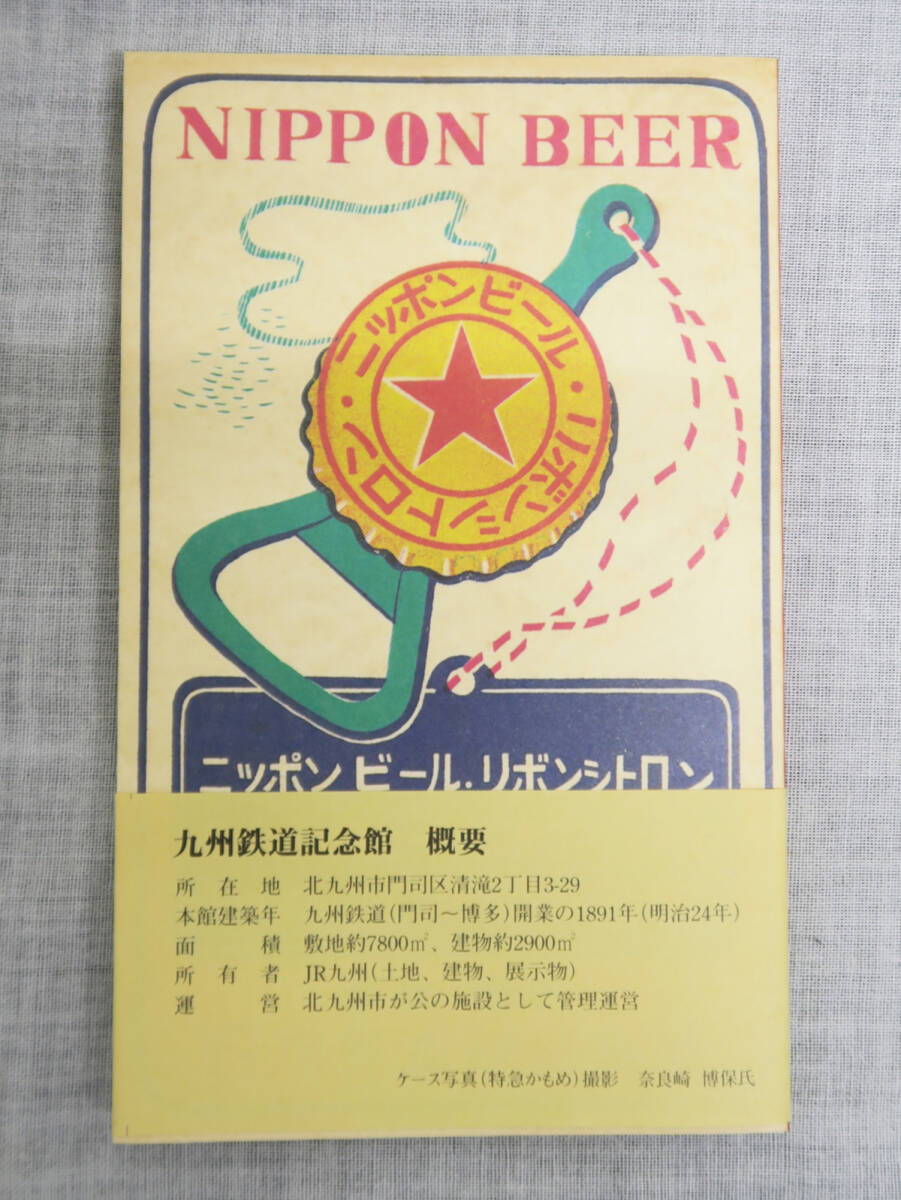 NIPPON BEER
ニッポンビール・リボンシトロン・
ニッポンビール.リボンシトロン
九州鉄道記念館 概要
所在地 北九州市門司区清滝2丁目3-29
本館建築年 九州鉄道(門司～博多)開業の1891年(明治24年)
面積 敷地約7800㎡、建物約2900㎡
所有者 JR九州(土地、建物、展示物)
運営 北九州市が公の施設として管理運営
ケース写真(特急かもめ)撮影 奈良崎 博保氏